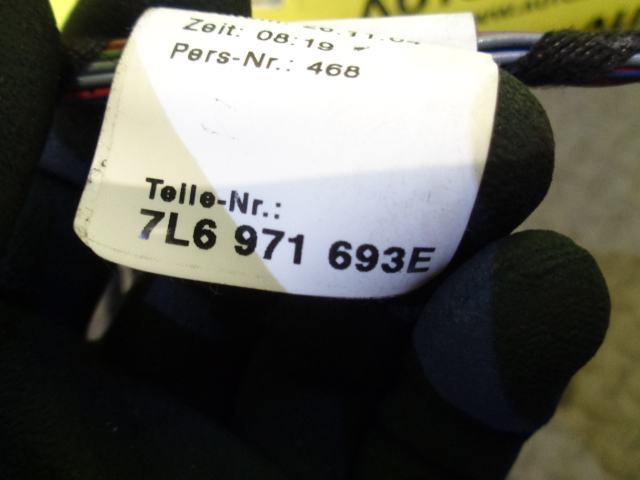 Zeit: 08:19
Pers-Nr.: 468
Teile-Nr.:
7L6 971 693E